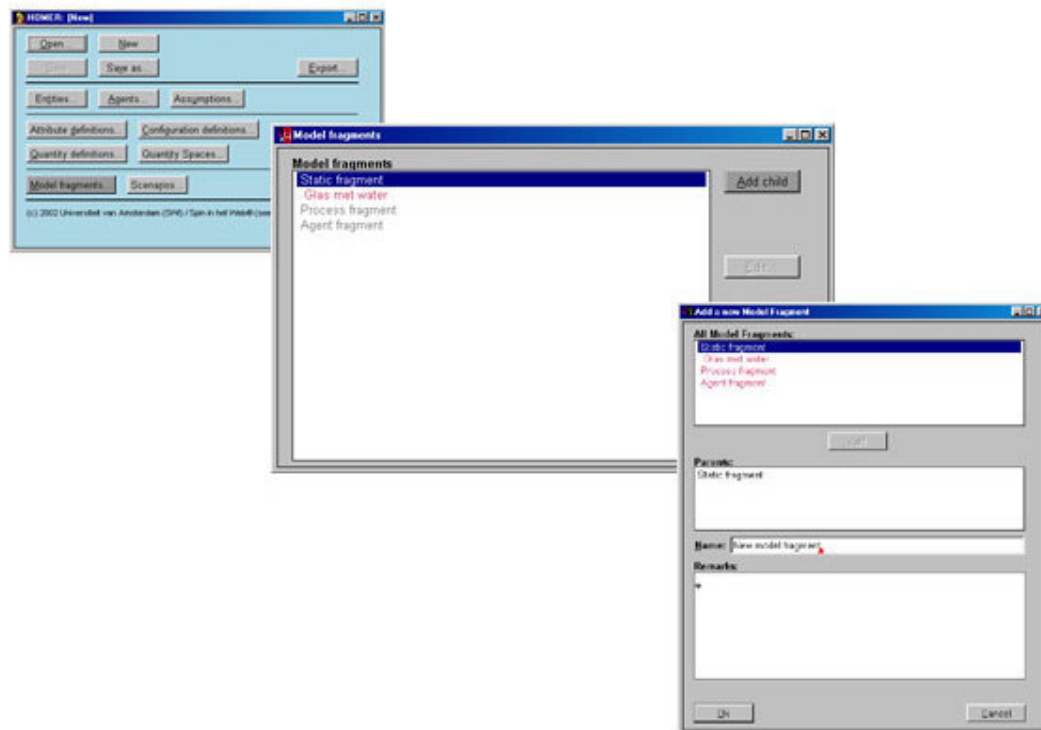 HOMER: [New]
Open... New
Save as... Export...
Entities... Agents... Assumptions...
Attribute definitions... Configuration definitions...
Quantity definitions... Quantity Spaces...
Model fragments... Scenarios...
(c) 2002 Universiteit van Amsterdam (SWI) / Spin in het Web
Model fragments
Model fragments
Static fragment
Glas met water
Process fragment
Agent fragment
Add child
Edit...
Add a new Model Fragment
All Model Fragments:
Static fragment
Glas met water
Process fragment
Agent fragment
Parents:
Static fragment
Name: New model fragment
Remarks:
Cancel